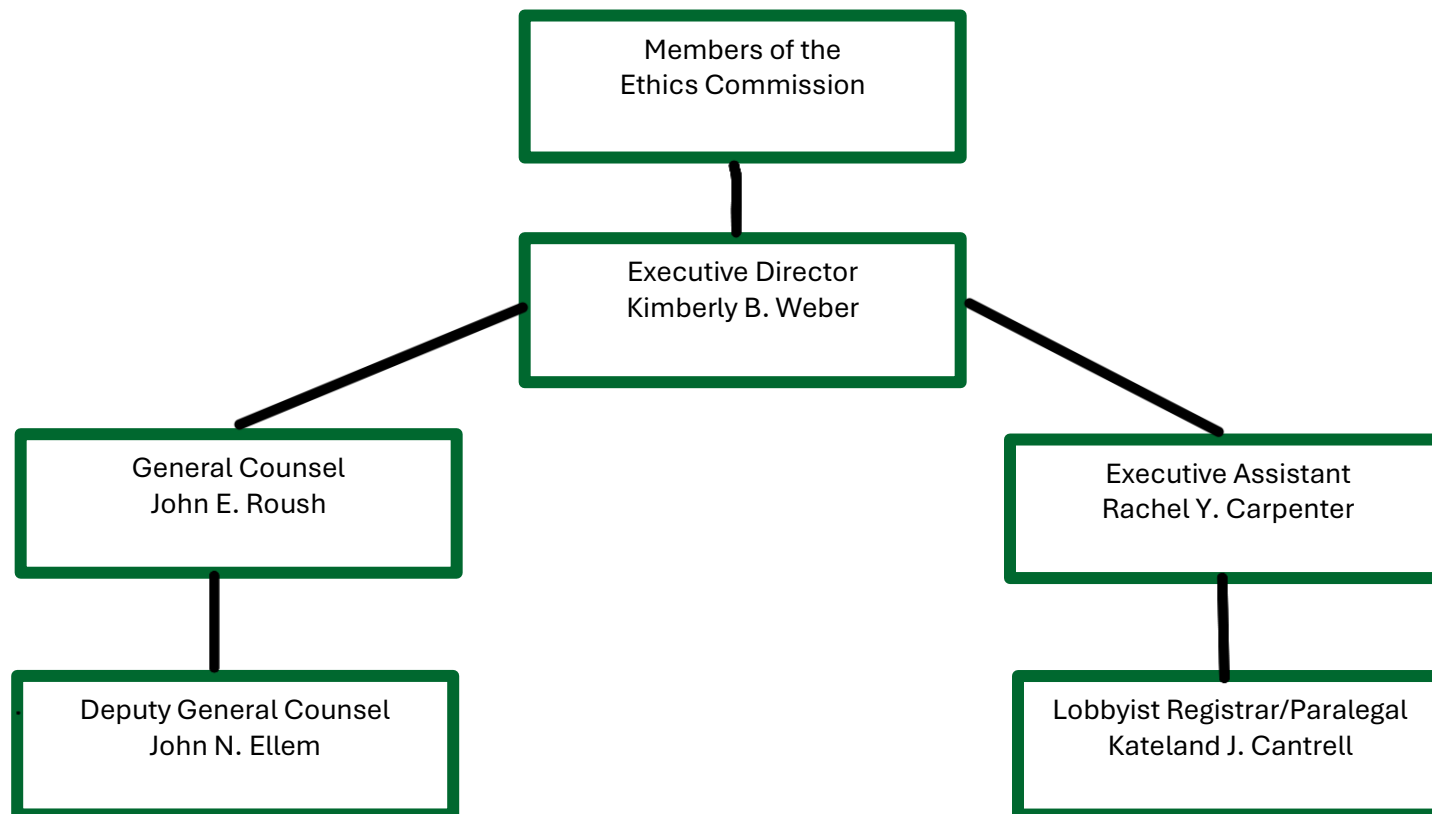 Members of the
Ethics Commission
Executive Director
Kimberly B. Weber
General Counsel
John E. Roush
Executive Assistant
Rachel Y. Carpenter
Deputy General Counsel
John N. Ellem
Lobbyist Registrar/Paralegal
Kateland J. Cantrell